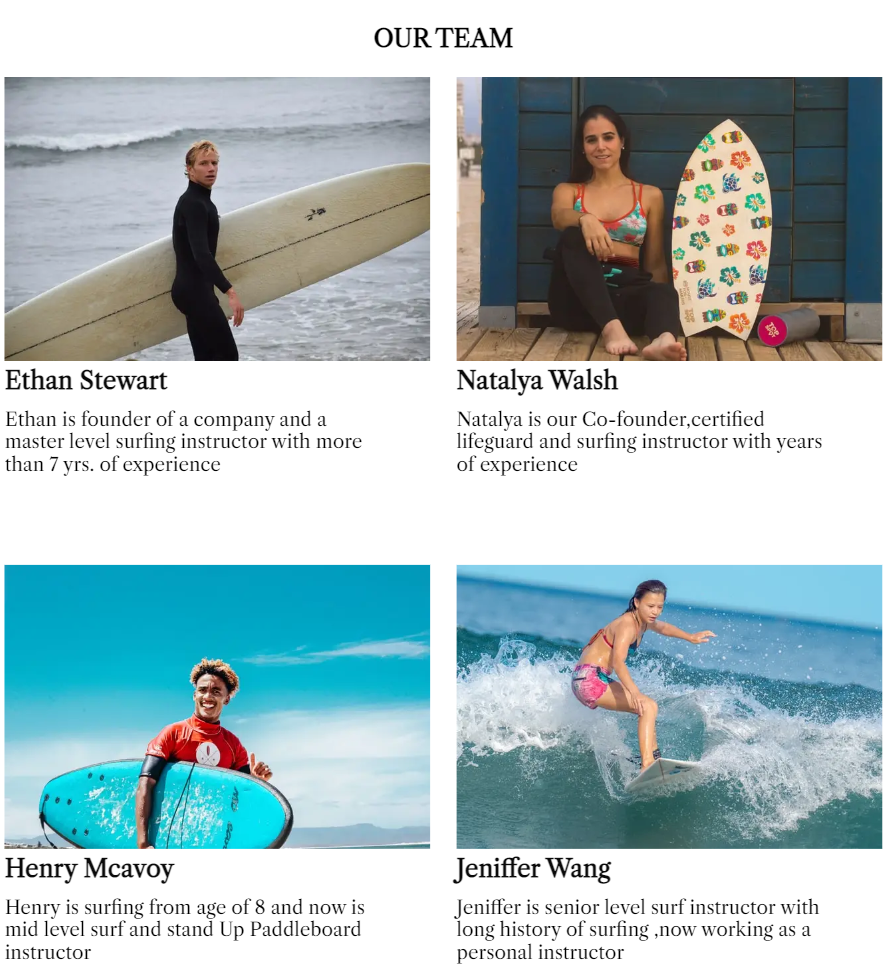 OUR TEAM
Ethan Stewart
Ethan is founder of a company and a
master level surfing instructor with more
than 7 yrs. of experience
Natalya Walsh
Natalya is our Co-founder,certified
lifeguard and surfing instructor with years
of experience
Henry Mcavoy
Henry is surfing from age of 8 and now is
mid level surf and stand Up Paddleboard
instructor
Jeniffer Wang
Jeniffer is senior level surf instructor with
long history of surfing ,now working as a
personal instructor